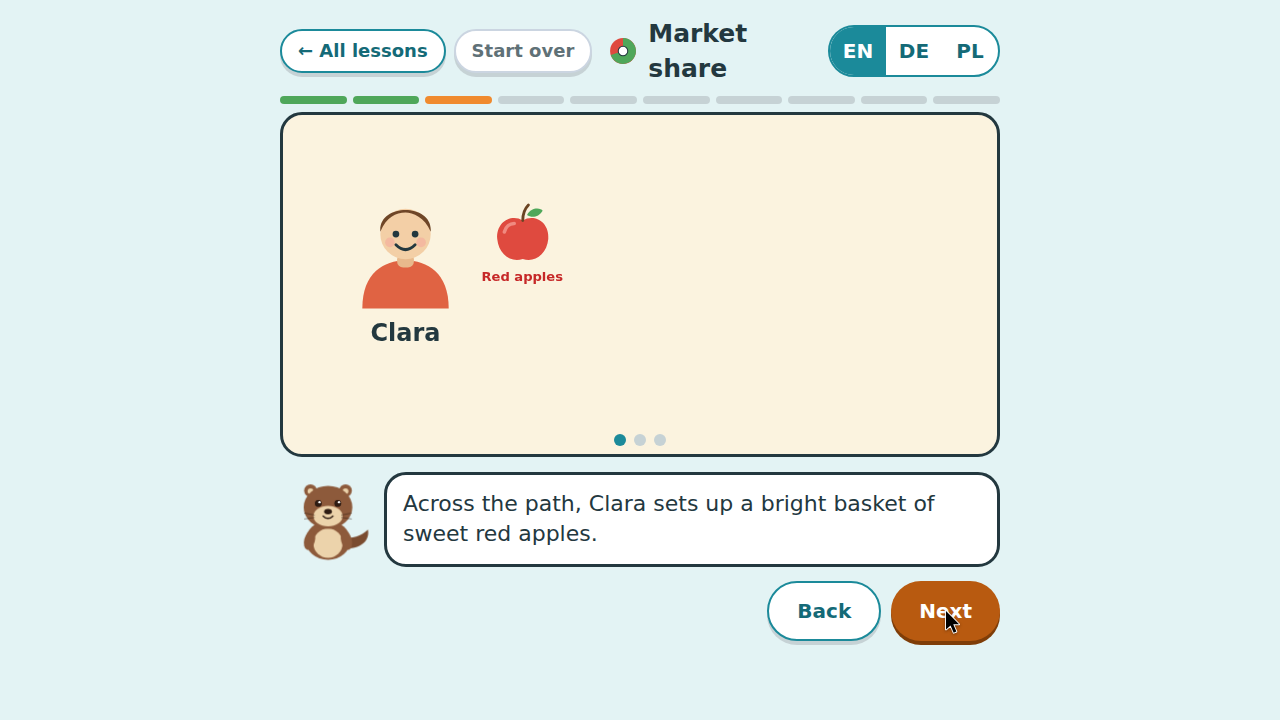 ← All lessons
Start over
Market
share
EN DE PL
Red apples
Clara
Across the path, Clara sets up a bright basket of
sweet red apples.
Back
Next